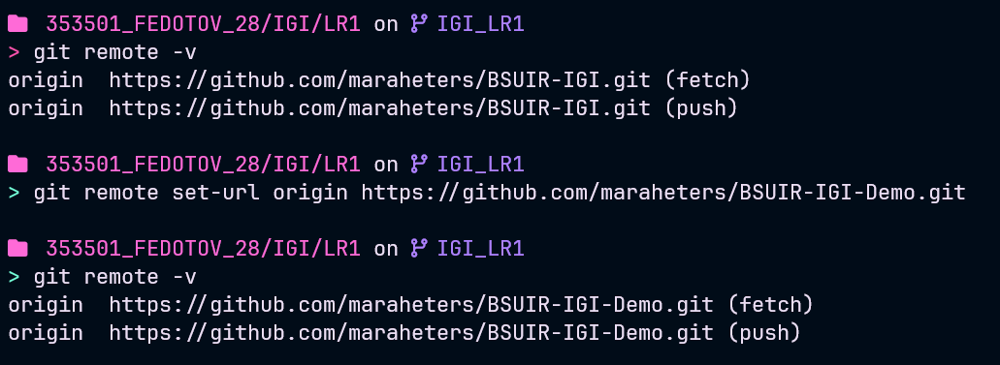 353501_FEDOTOV_28/IGI/LR1 on IGI_LR1
> git remote -v
origin  https://github.com/maraheters/BSUIR-IGI.git (fetch)
origin  https://github.com/maraheters/BSUIR-IGI.git (push)
353501_FEDOTOV_28/IGI/LR1 on IGI_LR1
> git remote set-url origin https://github.com/maraheters/BSUIR-IGI-Demo.git
353501_FEDOTOV_28/IGI/LR1 on IGI_LR1
> git remote -v
origin  https://github.com/maraheters/BSUIR-IGI-Demo.git (fetch)
origin  https://github.com/maraheters/BSUIR-IGI-Demo.git (push)